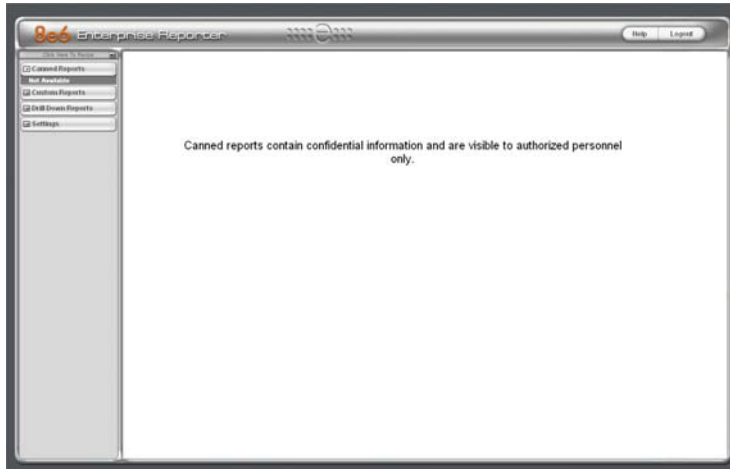 8e6 Enterprise Reporter
Help Logout
Click Here To Resize
Canned Reports
Not Available
Custom Reports
Drill Down Reports
Settings
Canned reports contain confidential information and are visible to authorized personnel
only.